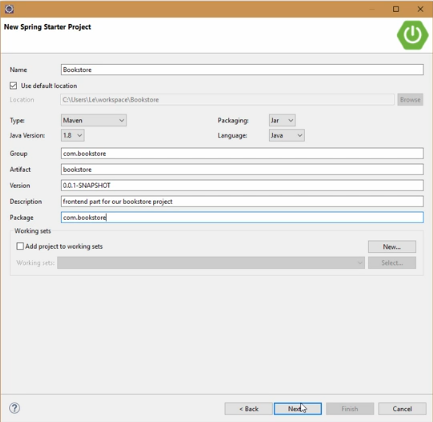 New Spring Starter Project
Name Bookstore
Use default location
Location C:\Users\Le\workspace\Bookstore Browse
Type: Maven Packaging: Jar
Java Version: 1.8 Language: Java
Group com.bookstore
Artifact bookstore
Version 0.0.1-SNAPSHOT
Description frontend part for our bookstore project
Package com.bookstore
Working sets
Add project to working sets New...
Working sets: Select...
? < Back Next > Finish Cancel